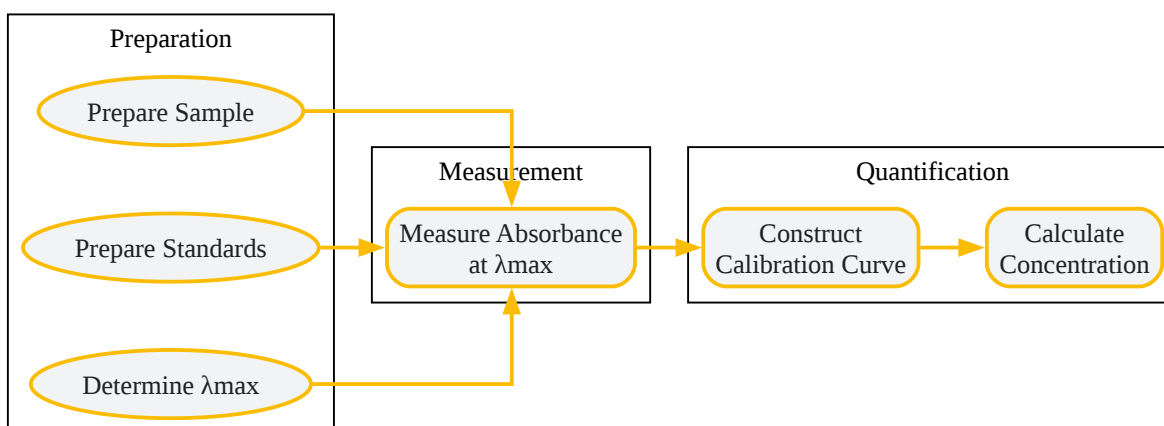 Preparation
Prepare Sample
Prepare Standards
Determine λmax
Measurement
Measure Absorbance
at λmax
Quantification
Construct
Calibration Curve
Calculate
Concentration